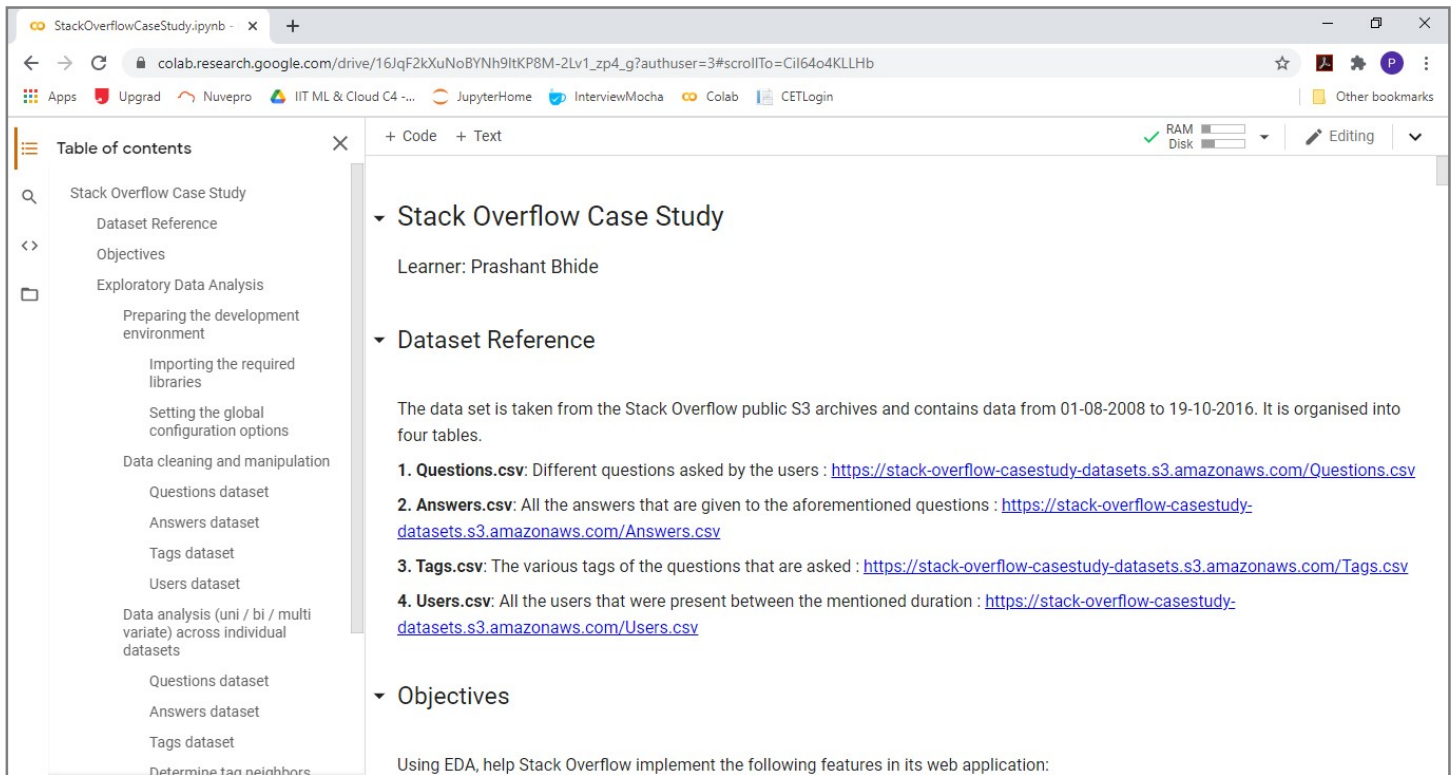 StackOverflowCaseStudy.ipynb -
colab.research.google.com/drive/16JqF2kXuNoBYNh9ItKP8M-2Lv1_zp4_g?authuser=3#scrollTo=CiI64o4KLLHb
P
Apps Upgrad Nuvepro IIT ML & Cloud C4 -... JupyterHome InterviewMocha Colab CETLogin Other bookmarks
Table of contents
Stack Overflow Case Study
Dataset Reference
Objectives
Exploratory Data Analysis
Preparing the development
environment
Importing the required
libraries
Setting the global
configuration options
Data cleaning and manipulation
Questions dataset
Answers dataset
Tags dataset
Users dataset
Data analysis (uni / bi / multi
variate) across individual
datasets
Questions dataset
Answers dataset
Tags dataset
Determine tag neighbors
+ Code + Text
RAM
Disk
Editing
Stack Overflow Case Study
Learner: Prashant Bhide
Dataset Reference
The data set is taken from the Stack Overflow public S3 archives and contains data from 01-08-2008 to 19-10-2016. It is organised into
four tables.
1. Questions.csv: Different questions asked by the users : https://stack-overflow-casestudy-datasets.s3.amazonaws.com/Questions.csv
2. Answers.csv: All the answers that are given to the aforementioned questions : https://stack-overflow-casestudy-
datasets.s3.amazonaws.com/Answers.csv
3. Tags.csv: The various tags of the questions that are asked : https://stack-overflow-casestudy-datasets.s3.amazonaws.com/Tags.csv
4. Users.csv: All the users that were present between the mentioned duration : https://stack-overflow-casestudy-
datasets.s3.amazonaws.com/Users.csv
Objectives
Using EDA, help Stack Overflow implement the following features in its web application: